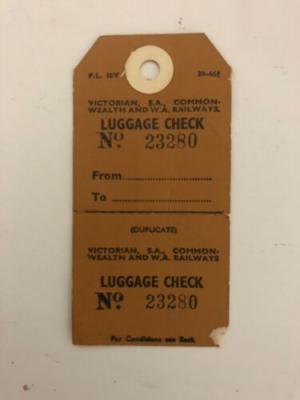 P.L. 10V
VICTORIAN, S.A., COMMON-
WEALTH AND W.A. RAILWAYS.
LUGGAGE CHECK
No. 23280
From
To
(DUPLICATE)
VICTORIAN, S.A., COMMON-
WEALTH AND W.A. RAILWAYS
LUGGAGE CHECK
No. 23280
For Conditions see Back